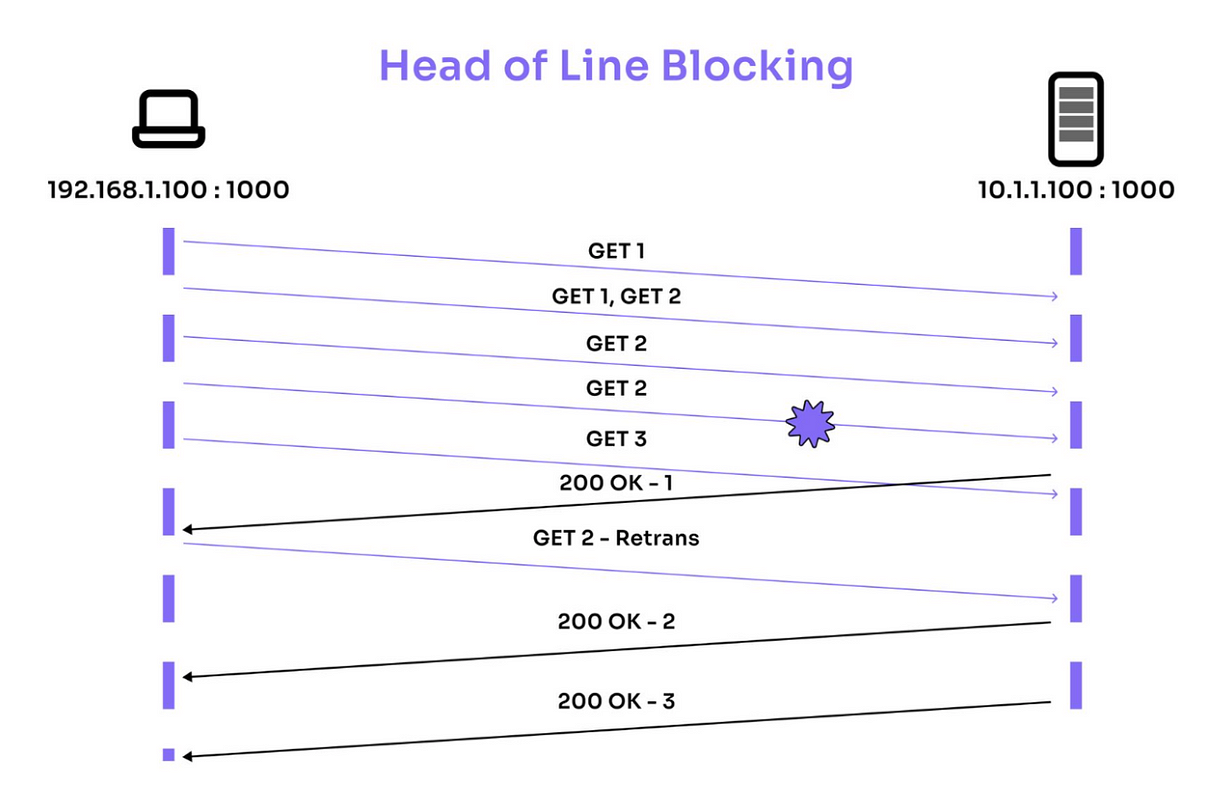 Head of Line Blocking
192.168.1.100 : 1000
10.1.1.100 : 1000
GET 1
GET 1, GET 2
GET 2
GET 2
GET 3
200 OK - 1
GET 2 - Retrans
200 OK - 2
200 OK - 3